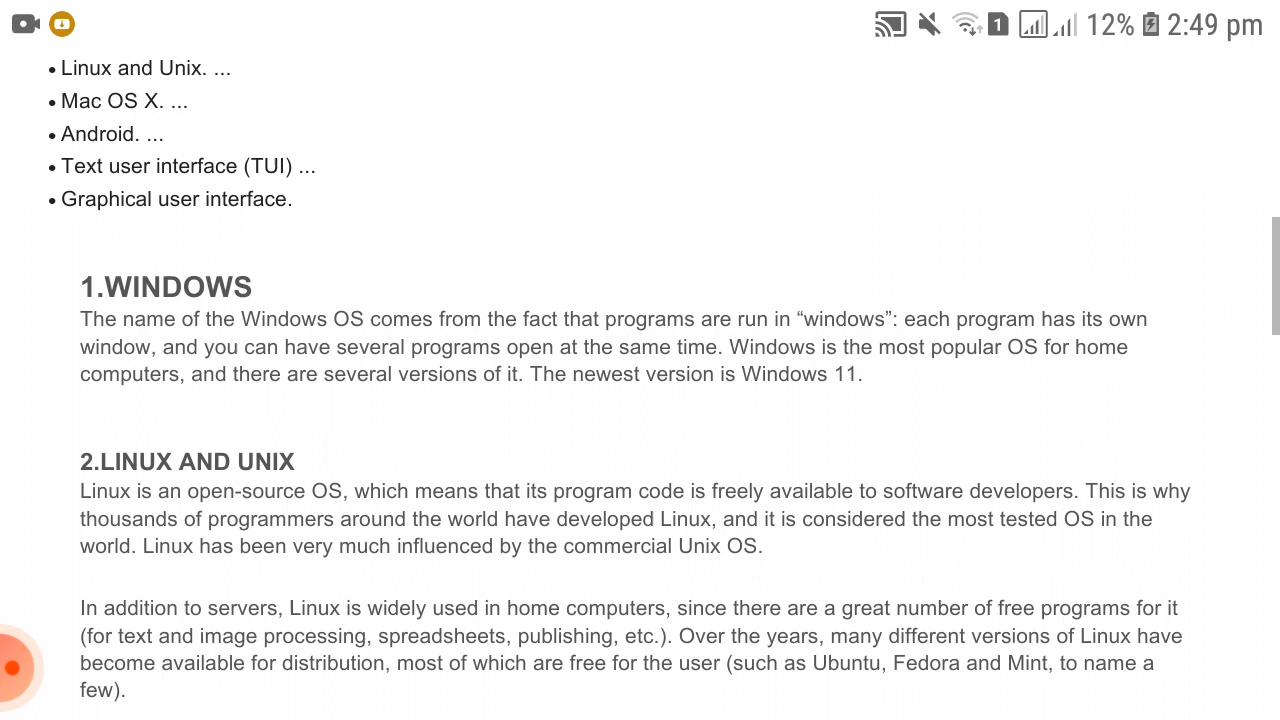 1 12% 2:49 pm
• Linux and Unix. ...
• Mac OS X. ...
• Android. ...
• Text user interface (TUI) ...
• Graphical user interface.
1.WINDOWS
The name of the Windows OS comes from the fact that programs are run in “windows”: each program has its own
window, and you can have several programs open at the same time. Windows is the most popular OS for home
computers, and there are several versions of it. The newest version is Windows 11.
2.LINUX AND UNIX
Linux is an open-source OS, which means that its program code is freely available to software developers. This is why
thousands of programmers around the world have developed Linux, and it is considered the most tested OS in the
world. Linux has been very much influenced by the commercial Unix OS.
In addition to servers, Linux is widely used in home computers, since there are a great number of free programs for it
(for text and image processing, spreadsheets, publishing, etc.). Over the years, many different versions of Linux have
become available for distribution, most of which are free for the user (such as Ubuntu, Fedora and Mint, to name a
few).